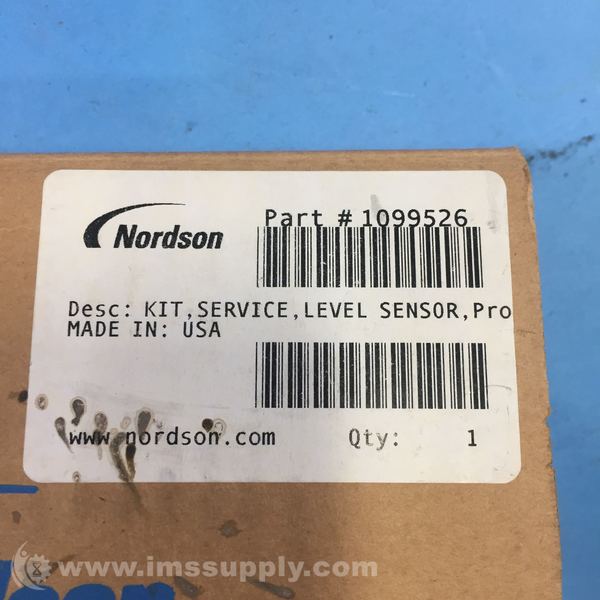 Nordson
Part # 1099526
Desc: KIT,SERVICE,LEVEL SENSOR,Pro
MADE IN: USA
www.nordson.com
Qty: 1
www.imssupply.com